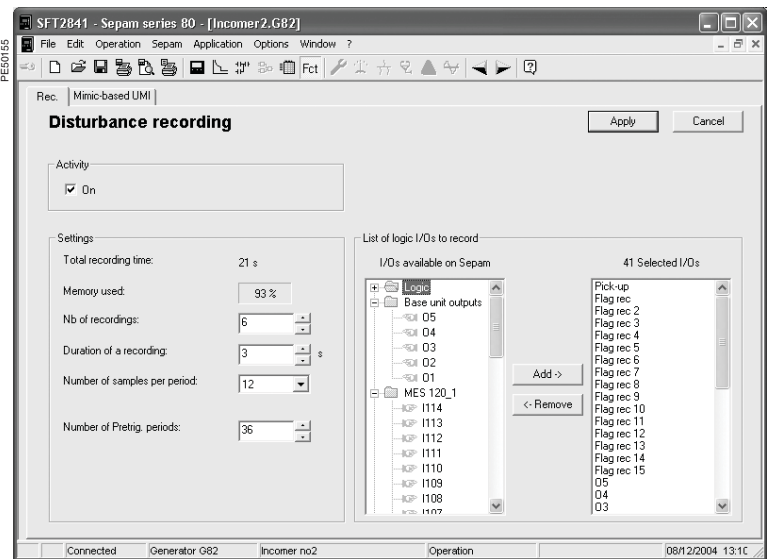 PE50155
SFT2841 - Sepam series 80 - [Incomer2.G82]
File Edit Operation Sepam Application Options Window ?
Fct
Rec. Mimic-based UMI
Disturbance recording
Apply Cancel
Activity
On
Settings
Total recording time: 21 s
Memory used: 93 %
Nb of recordings: 6
Duration of a recording: 3 s
Number of samples per period: 12
Number of Pretrig. periods: 36
List of logic I/Os to record
I/Os available on Sepam
Logic
Base unit outputs
O5
O4
O3
O2
O1
MES 120_1
I114
I113
I112
I111
I110
I109
I108
I107
Add ->
<- Remove
41 Selected I/Os
Pick-up
Flag rec
Flag rec 2
Flag rec 3
Flag rec 4
Flag rec 5
Flag rec 6
Flag rec 7
Flag rec 8
Flag rec 9
Flag rec 10
Flag rec 11
Flag rec 12
Flag rec 13
Flag rec 14
Flag rec 15
O5
O4
O3
Connected Generator G82 Incomer no2 Operation 08/12/2004 13:10